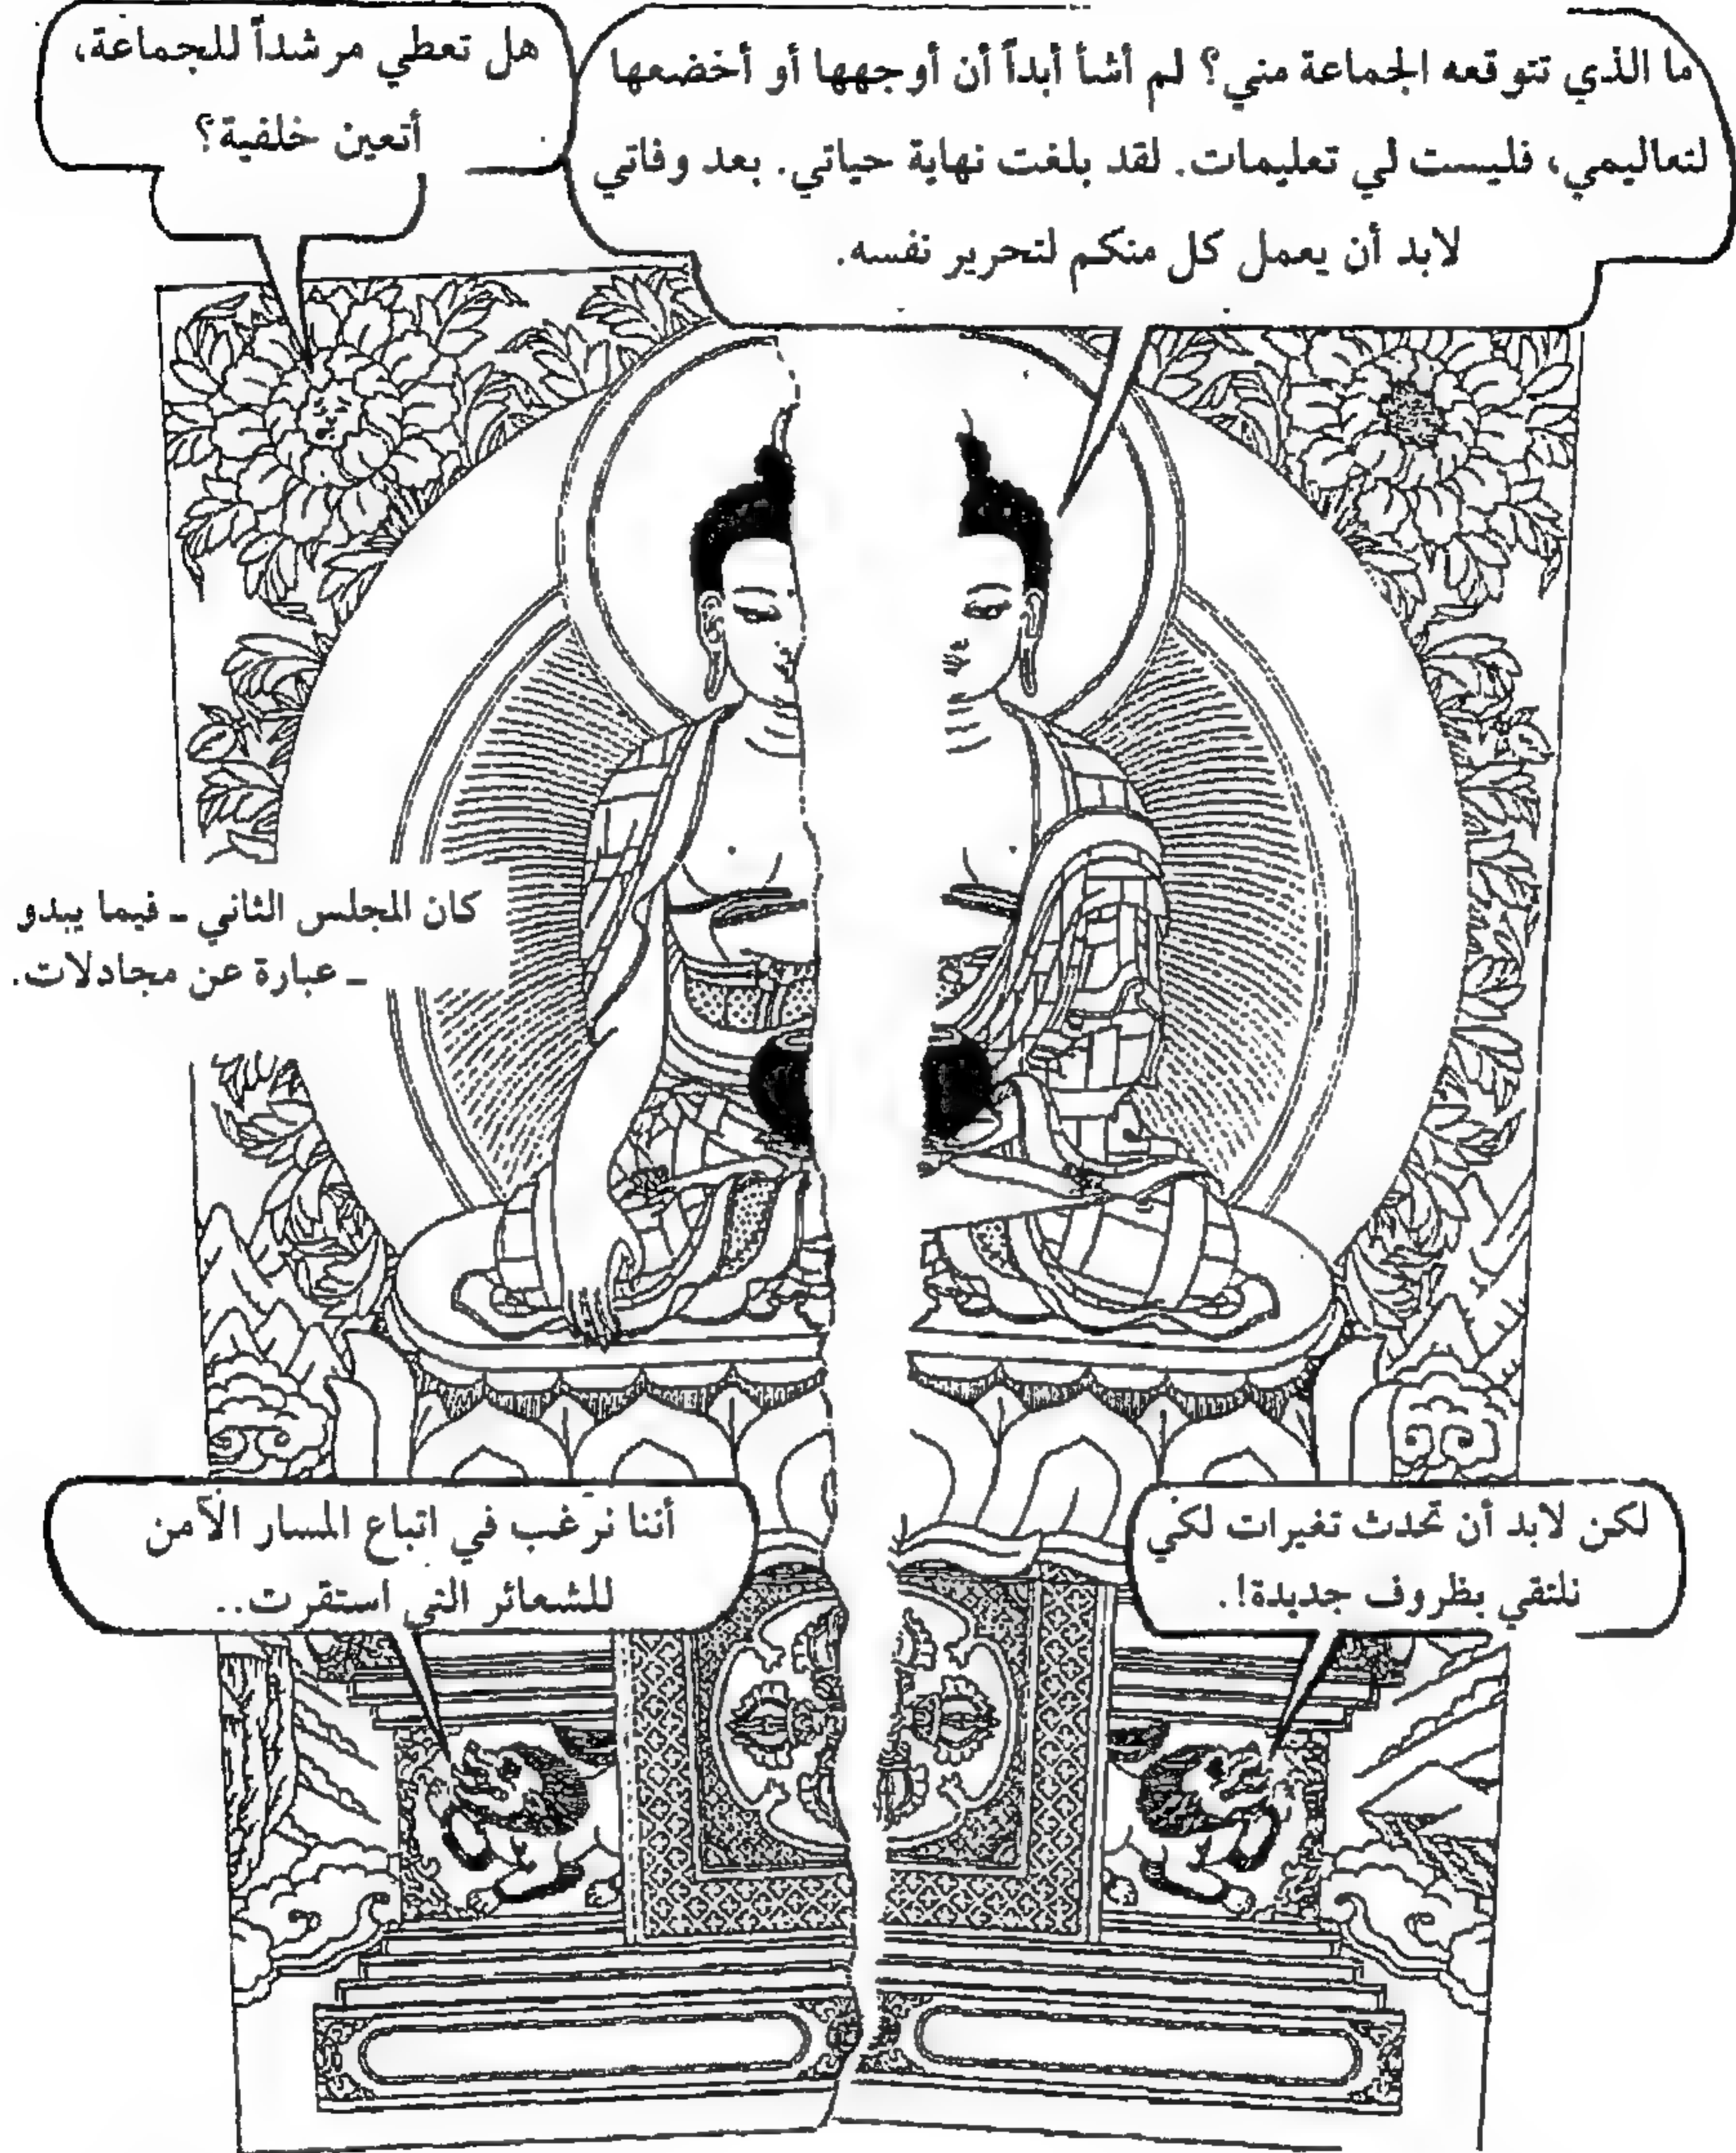 هل تعطي مرشداً للجماعة،
أتعين خلفية؟
ما الذي تتوقعه الجماعة مني؟ لم أشأ أبداً أن أوجهها أو أخضعها
لتعاليمي، فليست لي تعليمات. لقد بلغت نهاية حياتي. بعد وفاتي
لابد أن يعمل كل منكم لتحرير نفسه.
كان المجلس الثاني ـ فيما يبدو
ـ عبارة عن مجادلات.
أننا نرغب في اتباع المسار الآمن
للشعائر التي استقرت..
لكن لابد أن تحدث تغيرات لكي
نلتقي بظروف جديدة!.